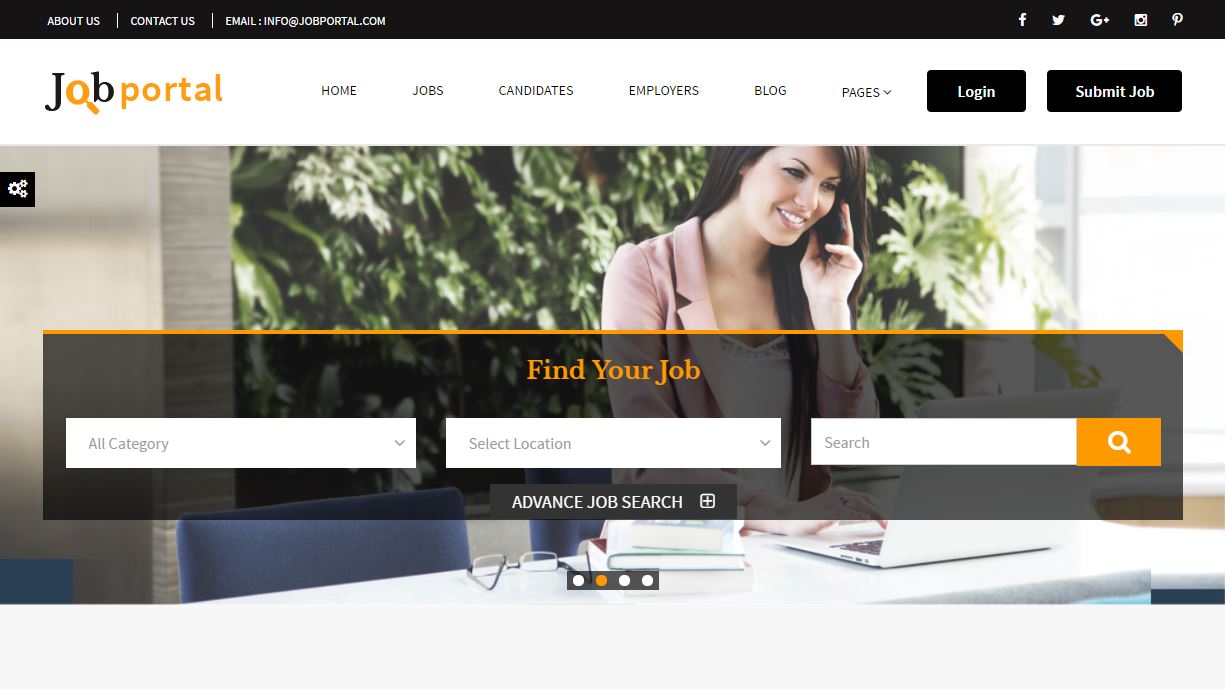 ABOUT US CONTACT US EMAIL : INFO@JOBPORTAL.COM
Job portal
HOME JOBS CANDIDATES EMPLOYERS BLOG PAGES
Login Submit Job
Find Your Job
All Category Select Location Search
ADVANCE JOB SEARCH